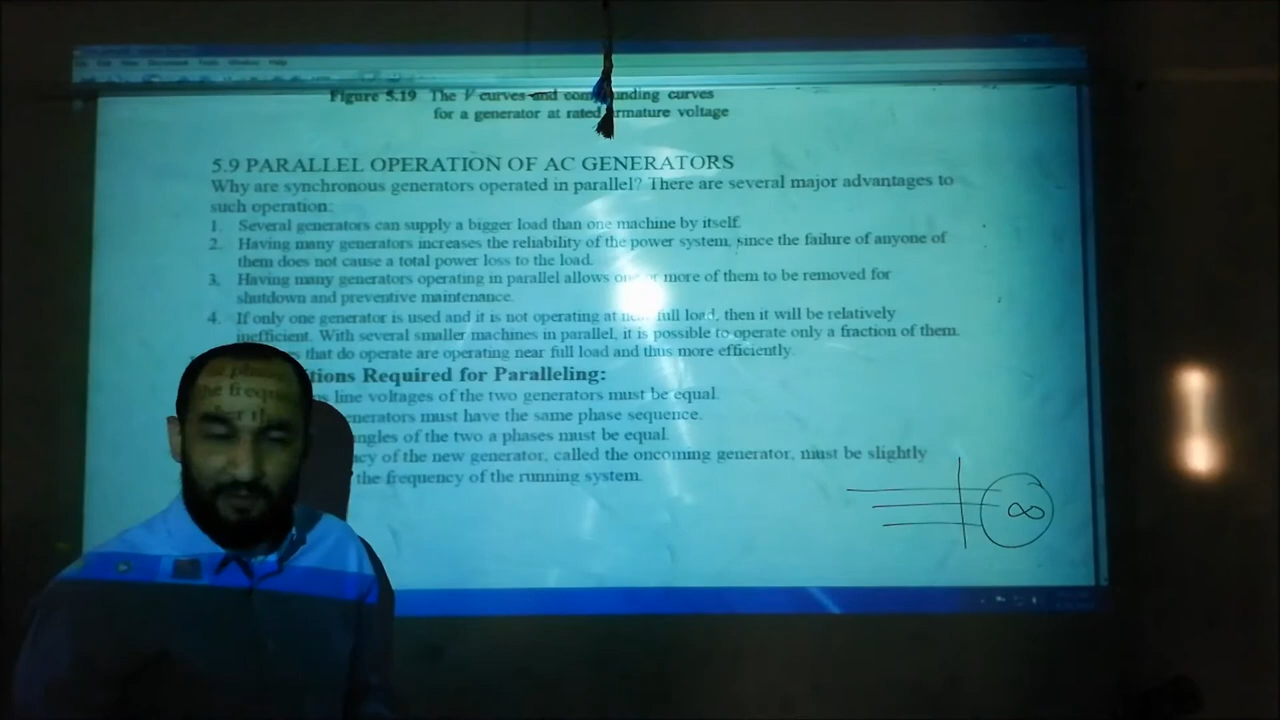 File Edit View Document Tools Window Help
Figure 5.19 The V curves and compounding curves
for a generator at rated armature voltage
5.9 PARALLEL OPERATION OF AC GENERATORS
Why are synchronous generators operated in parallel? There are several major advantages to
such operation:
1. Several generators can supply a bigger load than one machine by itself.
2. Having many generators increases the reliability of the power system, since the failure of anyone of
them does not cause a total power loss to the load.
3. Having many generators operating in parallel allows one or more of them to be removed for
shutdown and preventive maintenance.
4. If only one generator is used and it is not operating at near full load, then it will be relatively
inefficient. With several smaller machines in parallel, it is possible to operate only a fraction of them.
that do operate are operating near full load and thus more efficiently.
tions Required for Paralleling:
line voltages of the two generators must be equal.
enerators must have the same phase sequence.
ngles of the two a phases must be equal.
cy of the new generator, called the oncoming generator, must be slightly
the frequency of the running system.
∞